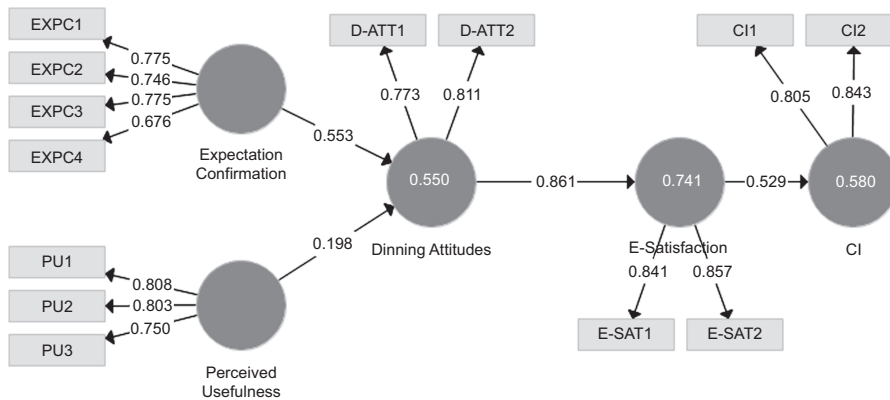 EXPC1
EXPC2
EXPC3
EXPC4
0.775
0.746
0.775
0.676
Expectation
Confirmation
0.553
PU1
PU2
PU3
0.808
0.803
0.750
Perceived
Usefulness
0.198
D-ATT1
D-ATT2
0.773
0.811
0.550
Dinning Attitudes
0.861
0.741
E-Satisfaction
0.841
0.857
E-SAT1
E-SAT2
0.529
CI1
CI2
0.805
0.843
0.580
CI